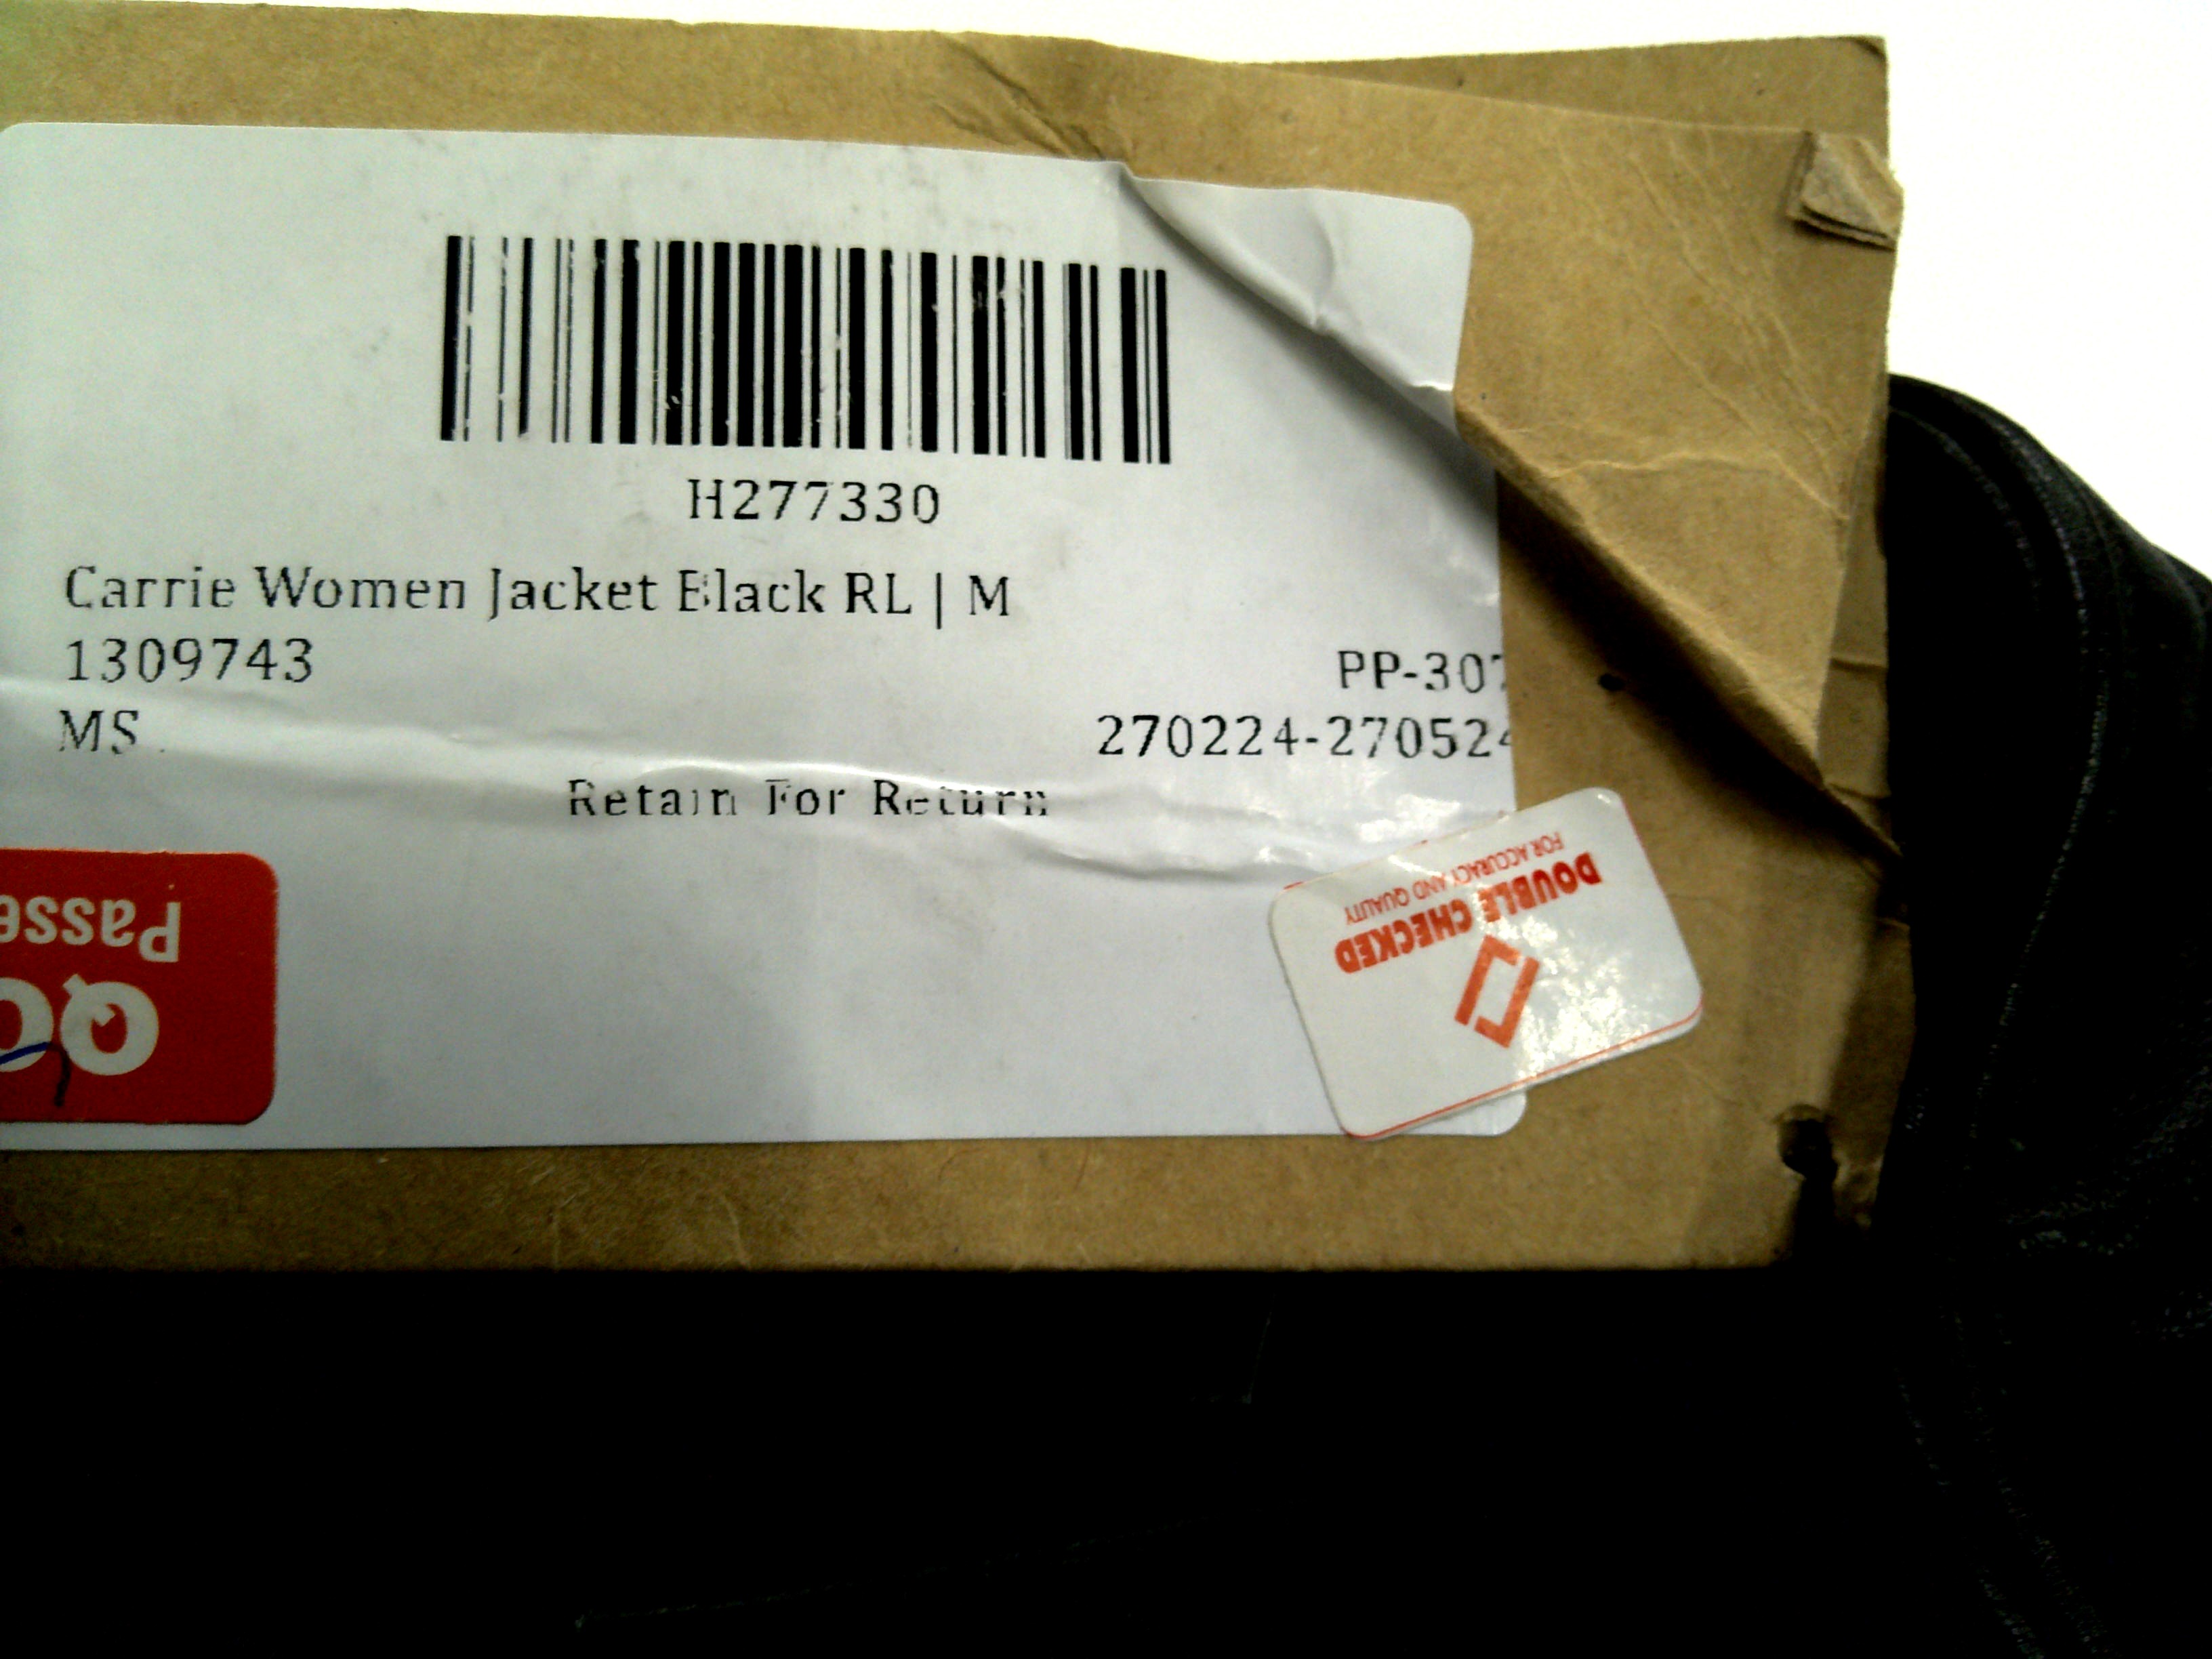 H277330
Carrie Women Jacket Black RL | M
1309743
PP-307
MS
270224-270524
Retain For Return
DOUBLE CHECKED
FOR ACCURACY AND QUALITY
QC
Passe